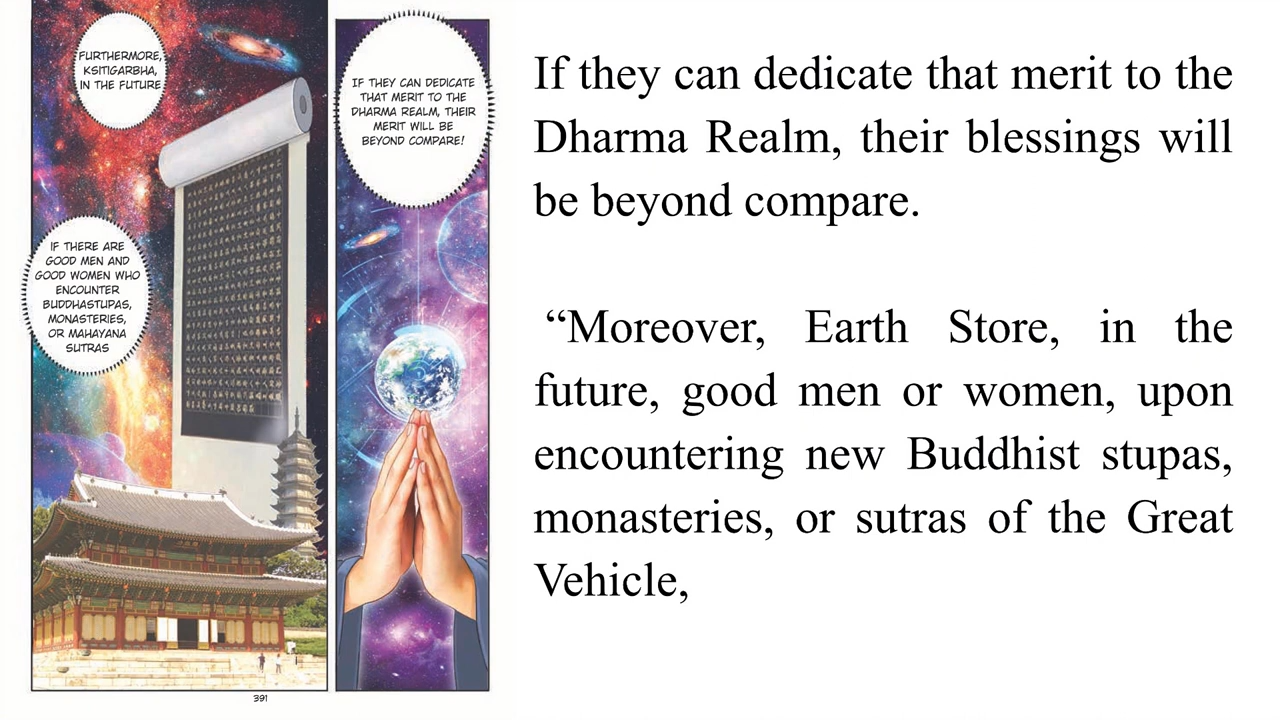 IF THEY CAN DEDICATE
THAT MERIT TO THE
DHARMA REALM, THEIR
MERIT WILL BE
BEYOND COMPARE!
FURTHERMORE,
KSITIGARBHA,
IN THE FUTURE
IF THERE ARE
GOOD MEN AND
GOOD WOMEN WHO
ENCOUNTER
BUDDHASTUPAS,
MONASTERIES,
OR MAHAYANA
SUTRAS
391
If they can dedicate that merit to the
Dharma Realm, their blessings will
be beyond compare.
“Moreover, Earth Store, in the
future, good men or women, upon
encountering new Buddhist stupas,
monasteries, or sutras of the Great
Vehicle,